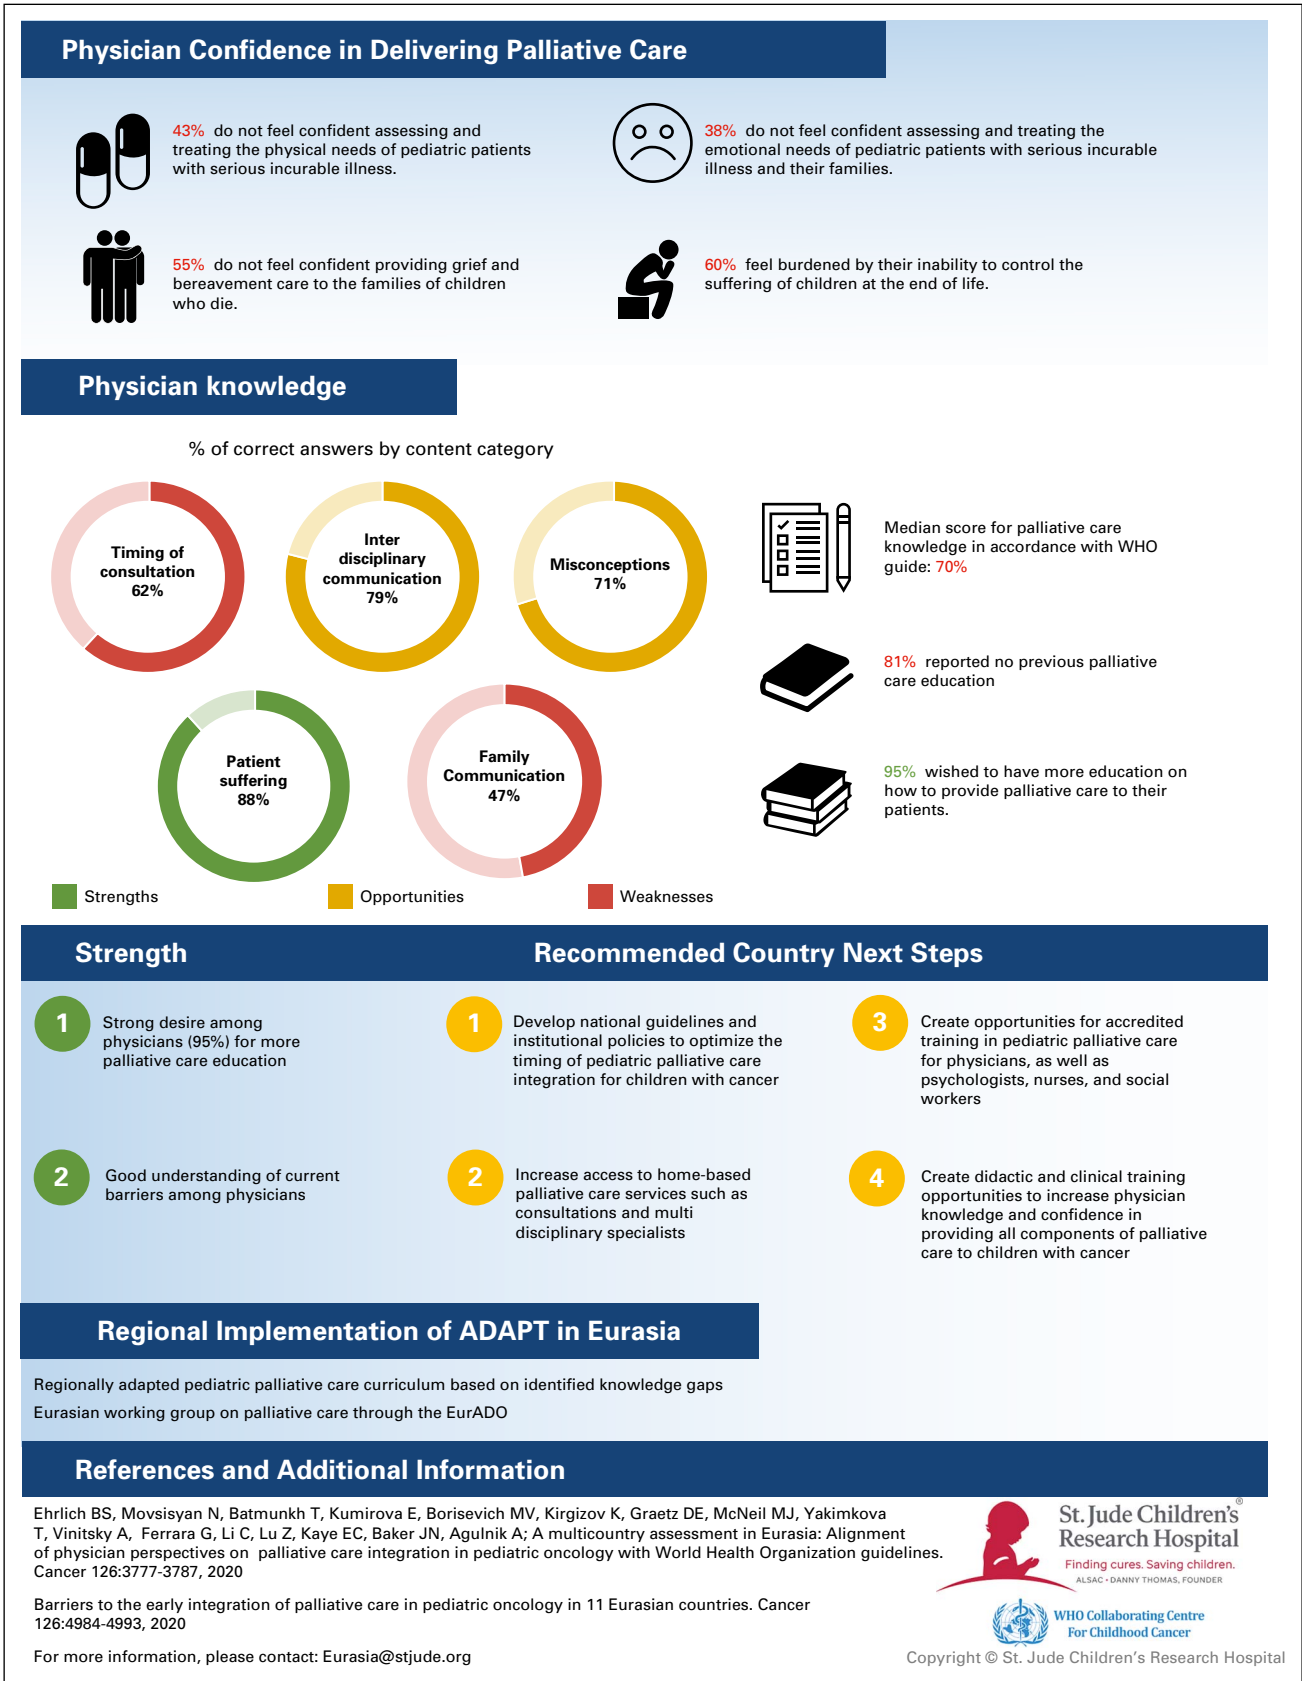 Physician Confidence in Delivering Palliative Care
43% do not feel confident assessing and
treating the physical needs of pediatric patients
with serious incurable illness.
38% do not feel confident assessing and treating the
emotional needs of pediatric patients with serious incurable
illness and their families.
55% do not feel confident providing grief and
bereavement care to the families of children
who die.
60% feel burdened by their inability to control the
suffering of children at the end of life.
Physician knowledge
% of correct answers by content category
Timing of
consultation
62%
Inter
disciplinary
communication
79%
Misconceptions
71%
Patient
suffering
88%
Family
Communication
47%
Strengths
Opportunities
Weaknesses
Median score for palliative care
knowledge in accordance with WHO
guide: 70%
81% reported no previous palliative
care education
95% wished to have more education on
how to provide palliative care to their
patients.
Strength
1
Strong desire among
physicians (95%) for more
palliative care education
2
Good understanding of current
barriers among physicians
Recommended Country Next Steps
1
Develop national guidelines and
institutional policies to optimize the
timing of pediatric palliative care
integration for children with cancer
2
Increase access to home-based
palliative care services such as
consultations and multi
disciplinary specialists
3
Create opportunities for accredited
training in pediatric palliative care
for physicians, as well as
psychologists, nurses, and social
workers
4
Create didactic and clinical training
opportunities to increase physician
knowledge and confidence in
providing all components of palliative
care to children with cancer
Regional Implementation of ADAPT in Eurasia
Regionally adapted pediatric palliative care curriculum based on identified knowledge gaps
Eurasian working group on palliative care through the EurADO
References and Additional Information
Ehrlich BS, Movsisyan N, Batmunkh T, Kumirova E, Borisevich MV, Kirgizov K, Graetz DE, McNeil MJ, Yakimkova
T, Vinitsky A, Ferrara G, Li C, Lu Z, Kaye EC, Baker JN, Agulnik A; A multicountry assessment in Eurasia: Alignment
of physician perspectives on palliative care integration in pediatric oncology with World Health Organization guidelines.
Cancer 126:3777-3787, 2020
Barriers to the early integration of palliative care in pediatric oncology in 11 Eurasian countries. Cancer
126:4984-4993, 2020
For more information, please contact: Eurasia@stjude.org
St. Jude Children's®
Research Hospital
Finding cures. Saving children.
ALSAC • DANNY THOMAS, FOUNDER
WHO Collaborating Centre
For Childhood Cancer
Copyright © St. Jude Children's Research Hospital